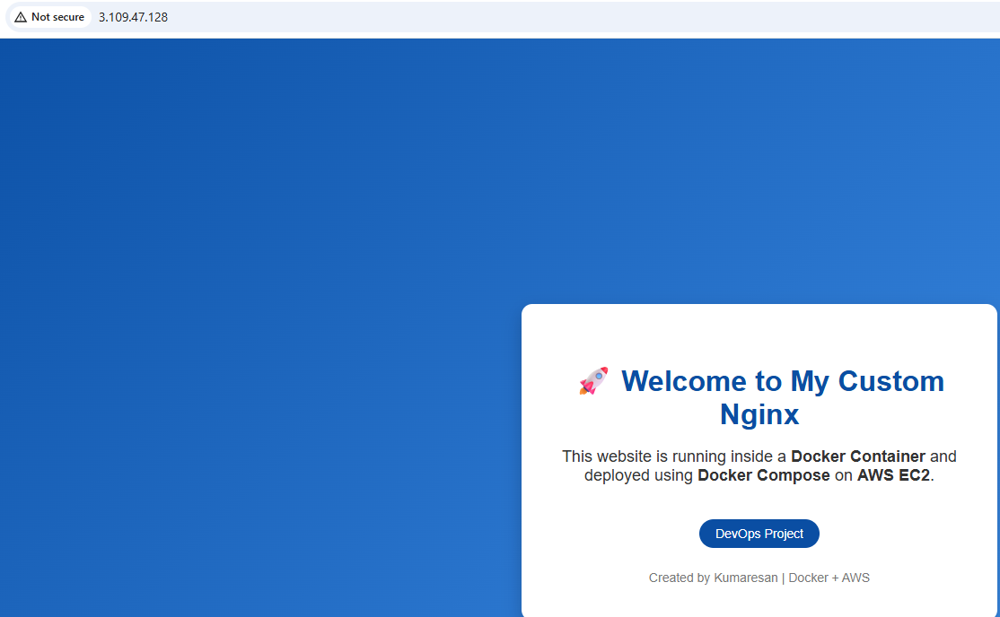 Not secure 3.109.47.128
🚀 Welcome to My Custom
Nginx
This website is running inside a Docker Container and
deployed using Docker Compose on AWS EC2.
DevOps Project
Created by Kumaresan | Docker + AWS